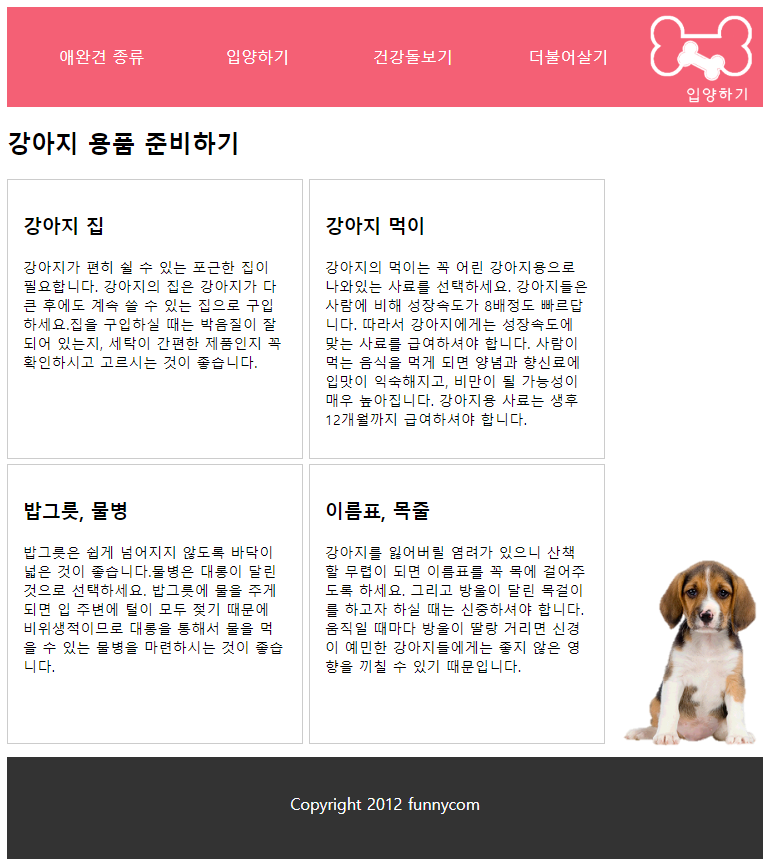 애완견 종류
입양하기
건강돌보기
더불어살기
입양하기
강아지 용품 준비하기
강아지 집
강아지가 편히 쉴 수 있는 포근한 집이
필요합니다. 강아지의 집은 강아지가 다
큰 후에도 계속 쓸 수 있는 집으로 구입
하세요.집을 구입하실 때는 박음질이 잘
되어 있는지, 세탁이 간편한 제품인지 꼭
확인하시고 고르시는 것이 좋습니다.
강아지 먹이
강아지의 먹이는 꼭 어린 강아지용으로
나와있는 사료를 선택하세요. 강아지들은
사람에 비해 성장속도가 8배정도 빠르답
니다. 따라서 강아지에게는 성장속도에
맞는 사료를 급여하셔야 합니다. 사람이
먹는 음식을 먹게 되면 양념과 향신료에
입맛이 익숙해지고, 비만이 될 가능성이
매우 높아집니다. 강아지용 사료는 생후
12개월까지 급여하셔야 합니다.
밥그릇, 물병
밥그릇은 쉽게 넘어지지 않도록 바닥이
넓은 것이 좋습니다.물병은 대롱이 달린
것으로 선택하세요. 밥그릇에 물을 주게
되면 입 주변에 털이 모두 젖기 때문에
비위생적이므로 대롱을 통해서 물을 먹
을 수 있는 물병을 마련하시는 것이 좋습
니다.
이름표, 목줄
강아지를 잃어버릴 염려가 있으니 산책
할 무렵이 되면 이름표를 꼭 목에 걸어주
도록 하세요. 그리고 방울이 달린 목걸이
를 하고자 하실 때는 신중하셔야 합니다.
움직일 때마다 방울이 딸랑 거리면 신경
이 예민한 강아지들에게는 좋지 않은 영
향을 끼칠 수 있기 때문입니다.
Copyright 2012 funnycom